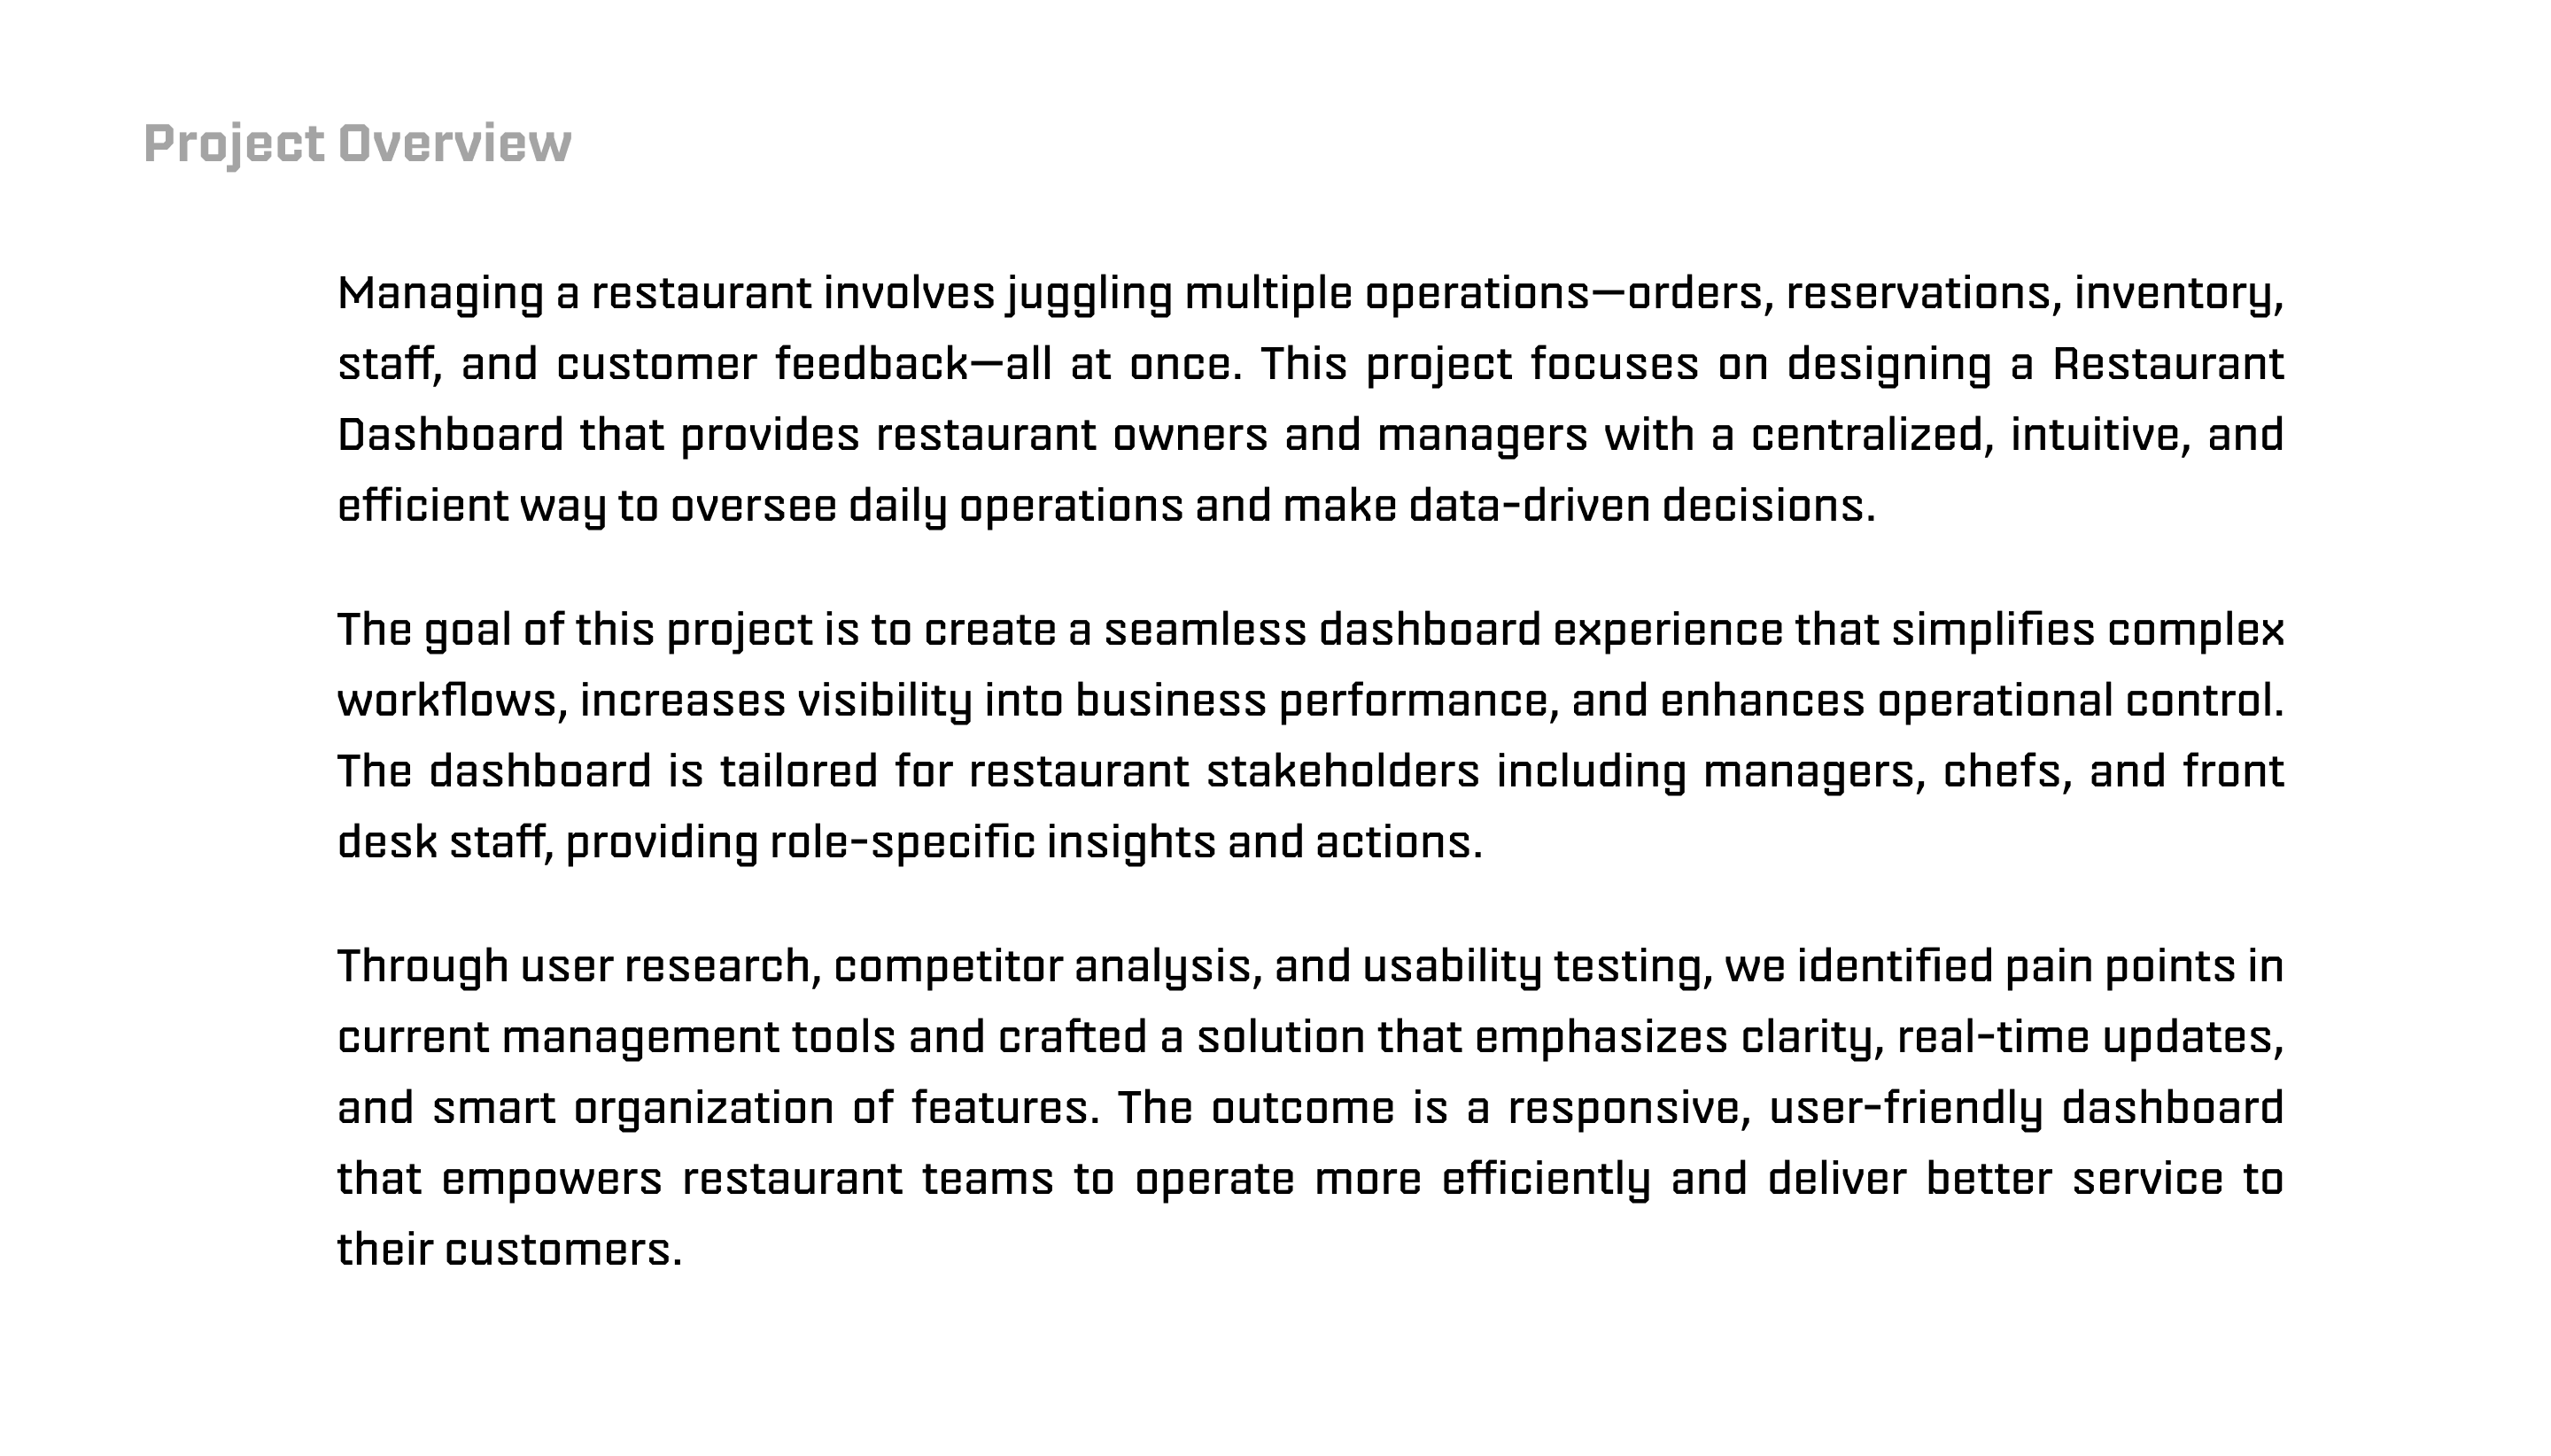 Project Overview
Managing a restaurant involves juggling multiple operations—orders, reservations, inventory,
staff, and customer feedback—all at once. This project focuses on designing a Restaurant
Dashboard that provides restaurant owners and managers with a centralized, intuitive, and
efficient way to oversee daily operations and make data-driven decisions.
The goal of this project is to create a seamless dashboard experience that simplifies complex
workflows, increases visibility into business performance, and enhances operational control.
The dashboard is tailored for restaurant stakeholders including managers, chefs, and front
desk staff, providing role-specific insights and actions.
Through user research, competitor analysis, and usability testing, we identified pain points in
current management tools and crafted a solution that emphasizes clarity, real-time updates,
and smart organization of features. The outcome is a responsive, user-friendly dashboard
that empowers restaurant teams to operate more efficiently and deliver better service to
their customers.